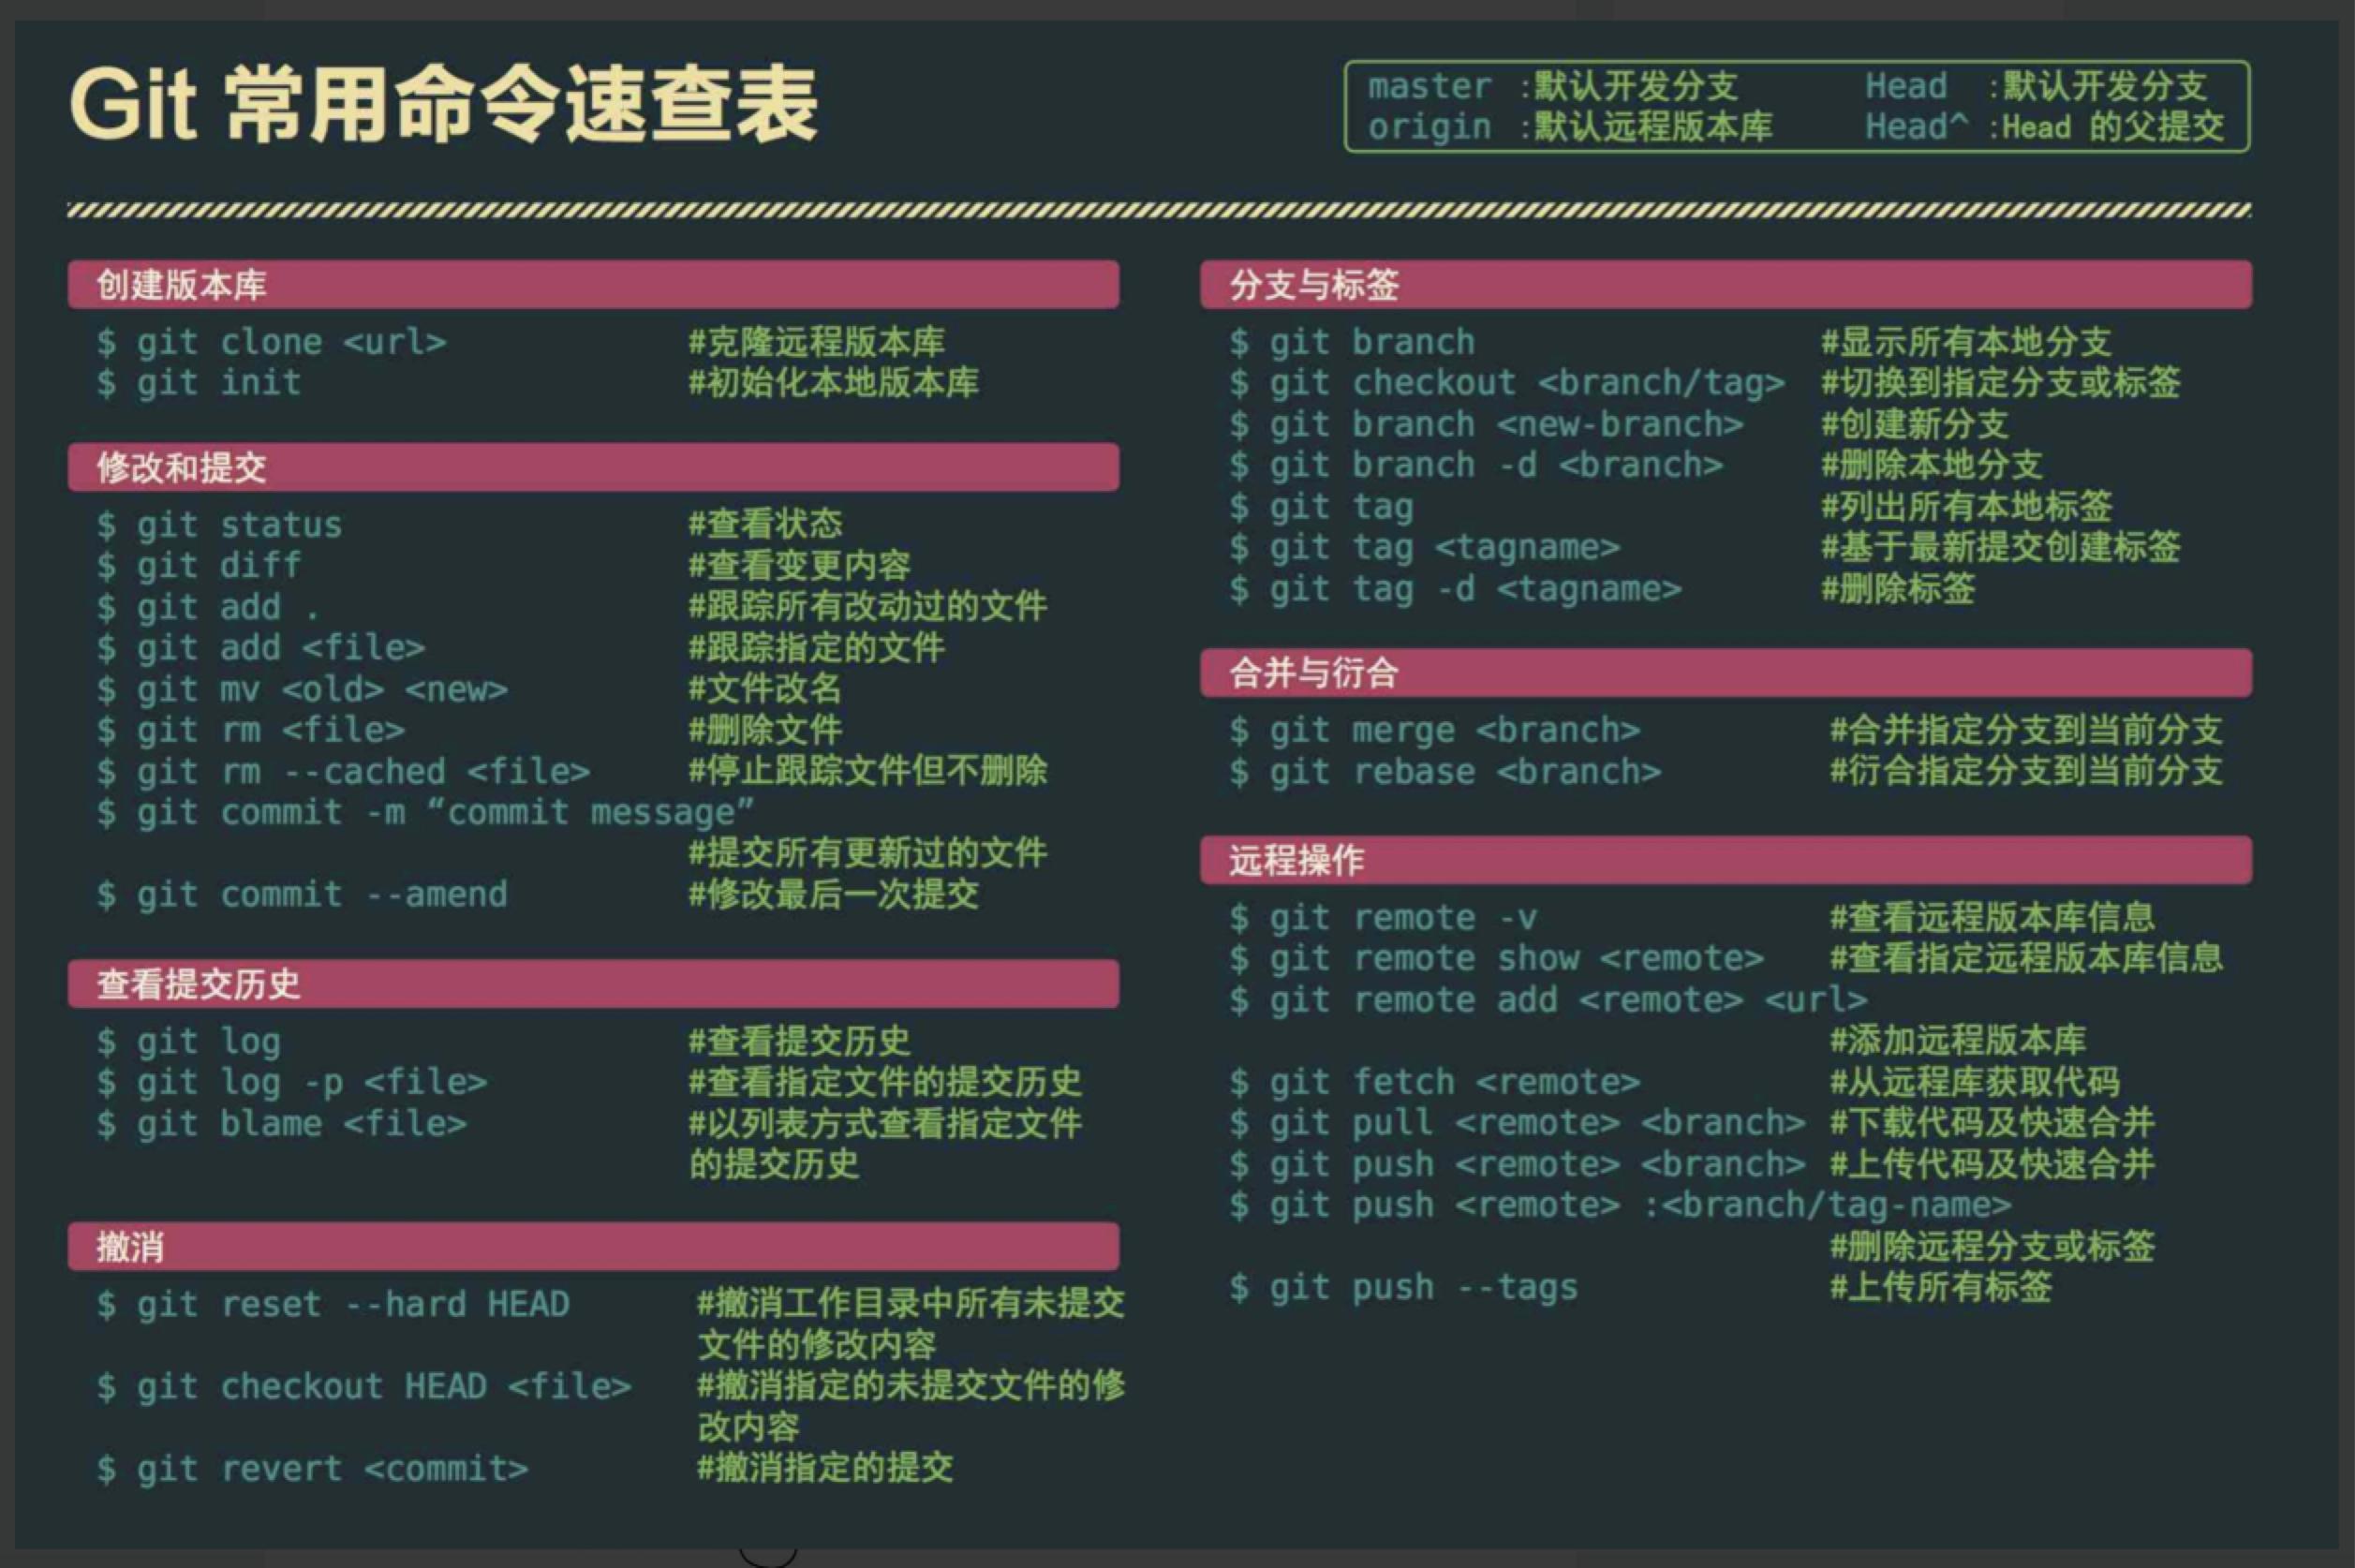 Git 常用命令速查表
master :默认开发分支 Head :默认开发分支
origin :默认远程版本库 Head^ :Head 的父提交
创建版本库
$ git clone <url> #克隆远程版本库
$ git init #初始化本地版本库
修改和提交
$ git status #查看状态
$ git diff #查看变更内容
$ git add . #跟踪所有改动过的文件
$ git add <file> #跟踪指定的文件
$ git mv <old> <new> #文件改名
$ git rm <file> #删除文件
$ git rm --cached <file> #停止跟踪文件但不删除
$ git commit -m “commit message”
#提交所有更新过的文件
$ git commit --amend #修改最后一次提交
查看提交历史
$ git log #查看提交历史
$ git log -p <file> #查看指定文件的提交历史
$ git blame <file> #以列表方式查看指定文件
的提交历史
撤消
$ git reset --hard HEAD #撤消工作目录中所有未提交
文件的修改内容
$ git checkout HEAD <file> #撤消指定的未提交文件的修
改内容
$ git revert <commit> #撤消指定的提交
分支与标签
$ git branch #显示所有本地分支
$ git checkout <branch/tag> #切换到指定分支或标签
$ git branch <new-branch> #创建新分支
$ git branch -d <branch> #删除本地分支
$ git tag #列出所有本地标签
$ git tag <tagname> #基于最新提交创建标签
$ git tag -d <tagname> #删除标签
合并与衍合
$ git merge <branch> #合并指定分支到当前分支
$ git rebase <branch> #衍合指定分支到当前分支
远程操作
$ git remote -v #查看远程版本库信息
$ git remote show <remote> #查看指定远程版本库信息
$ git remote add <remote> <url>
#添加远程版本库
$ git fetch <remote> #从远程库获取代码
$ git pull <remote> <branch> #下载代码及快速合并
$ git push <remote> <branch> #上传代码及快速合并
$ git push <remote> :<branch/tag-name>
#删除远程分支或标签
$ git push --tags #上传所有标签